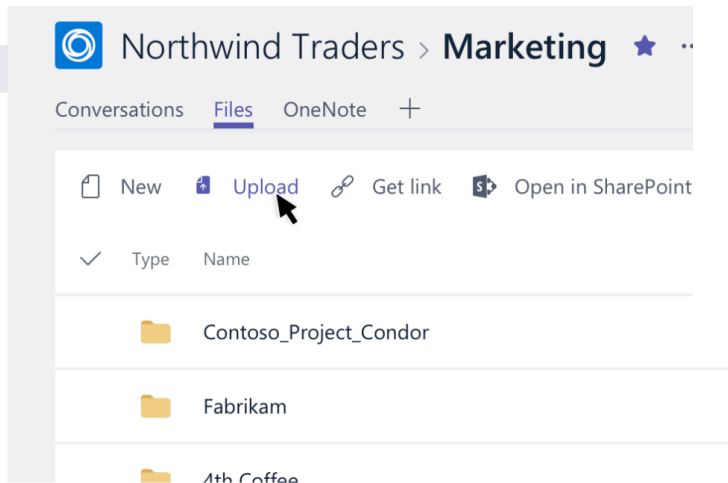 Northwind Traders > Marketing
Conversations Files OneNote
New Upload Get link Open in SharePoint
Type Name
Contoso_Project_Condor
Fabrikam
4th Coffee